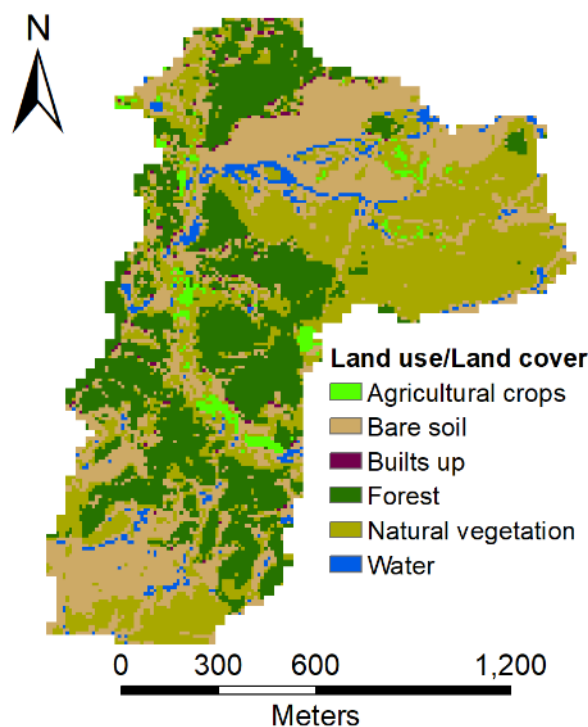 N
Land use/Land cover
Agricultural crops
Bare soil
Builts up
Forest
Natural vegetation
Water
0 300 600 1,200
Meters